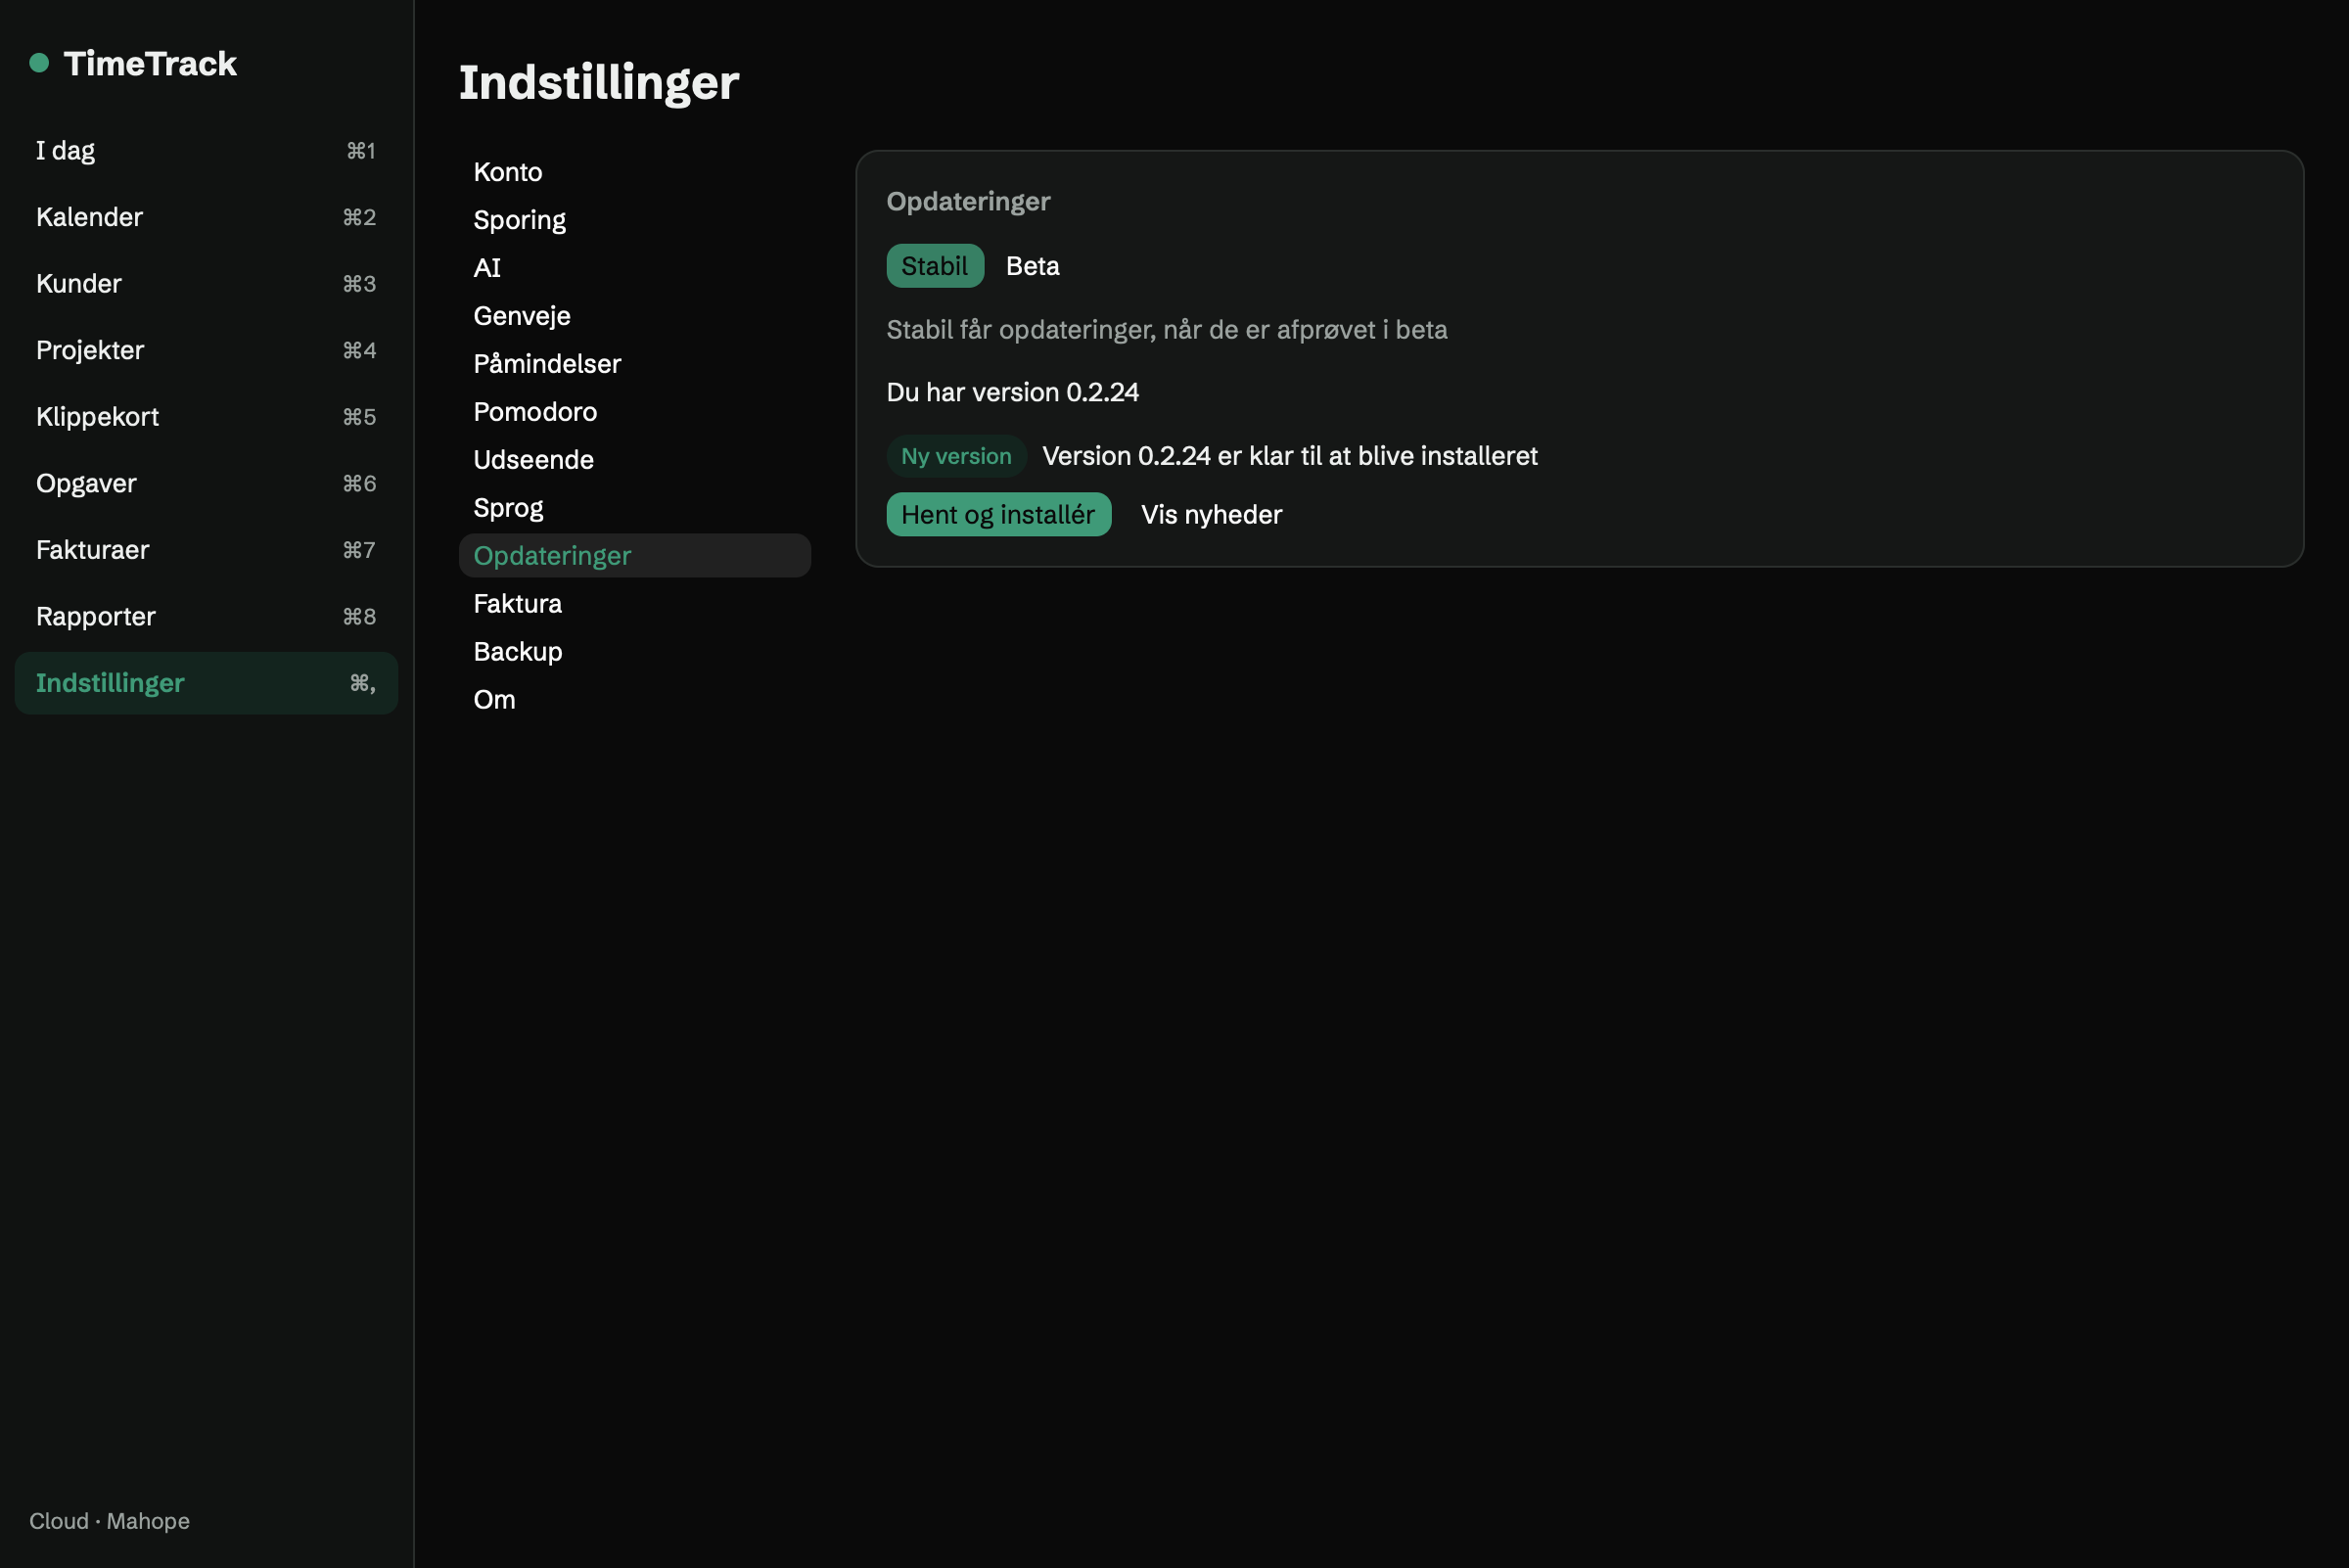 TimeTrack
I dag ⌘1
Kalender ⌘2
Kunder ⌘3
Projekter ⌘4
Klippekort ⌘5
Opgaver ⌘6
Fakturaer ⌘7
Rapporter ⌘8
Indstillinger ⌘,
Cloud · Mahope
Indstillinger
Konto
Sporing
AI
Genveje
Påmindelser
Pomodoro
Udseende
Sprog
Opdateringer
Faktura
Backup
Om
Opdateringer
Stabil Beta
Stabil får opdateringer, når de er afprøvet i beta
Du har version 0.2.24
Ny version Version 0.2.24 er klar til at blive installeret
Hent og installér Vis nyheder